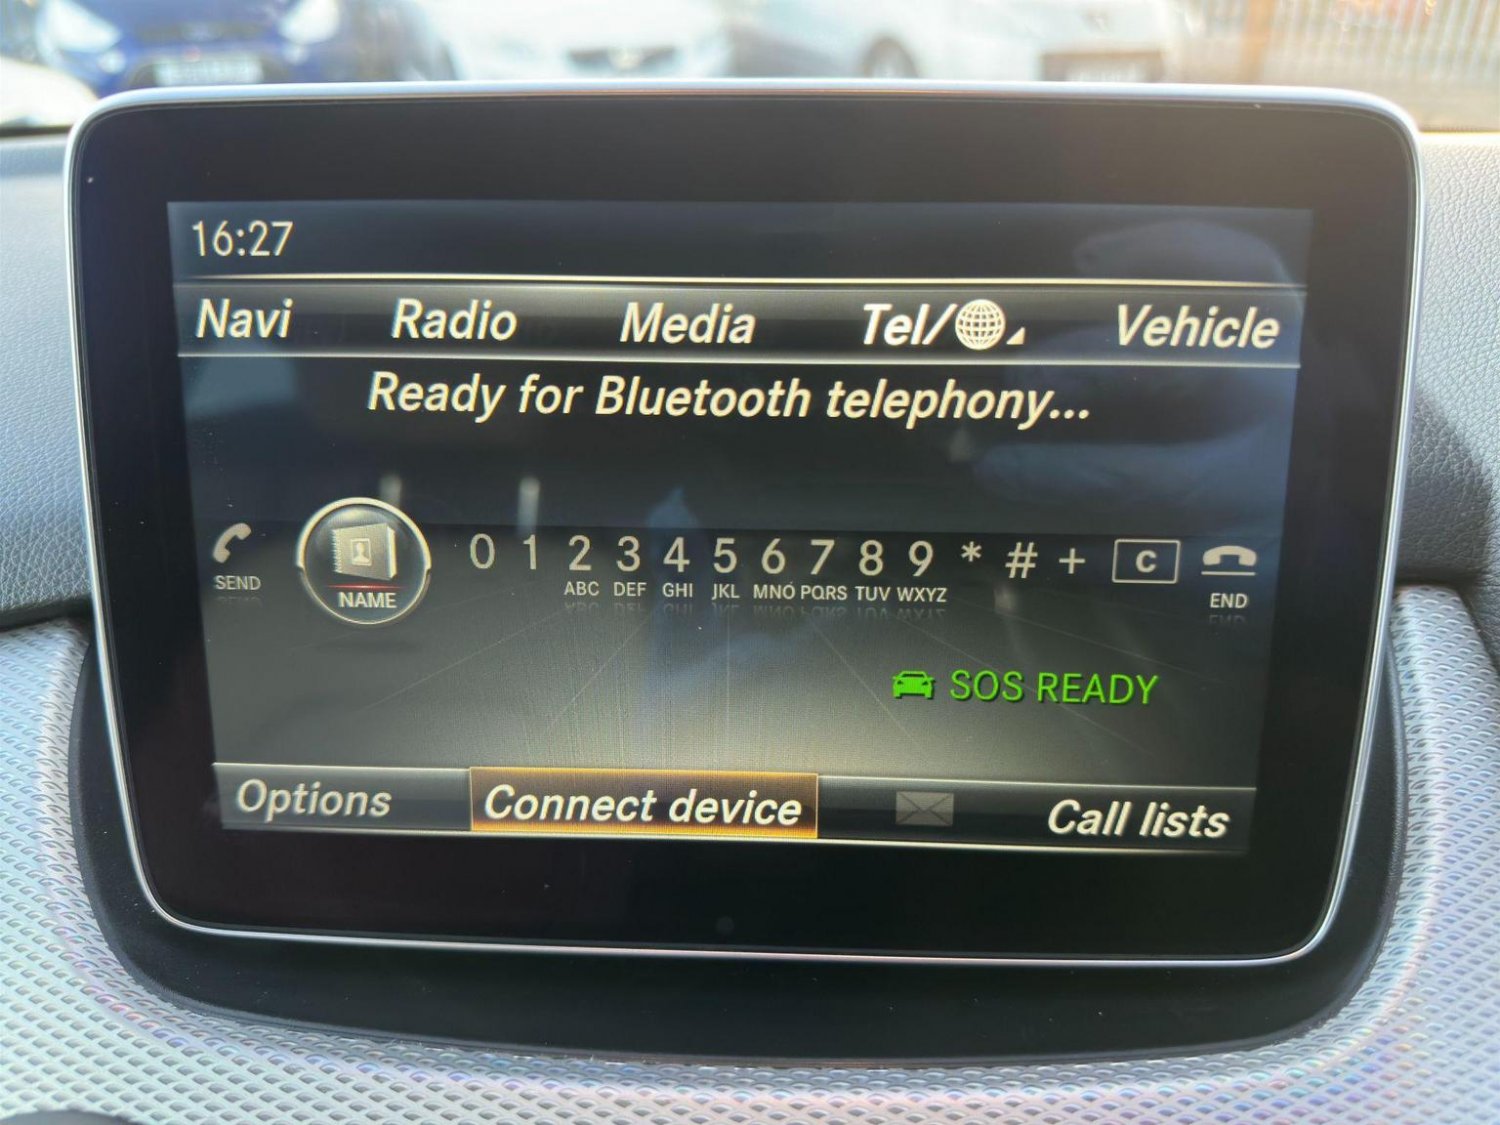 16:27
Navi Radio Media Tel/ Vehicle
Ready for Bluetooth telephony...
0 1 2 3 4 5 6 7 8 9 * # + C
SEND NAME ABC DEF GHI JKL MNO PQRS TUV WXYZ END
SOS READY
Options Connect device Call lists